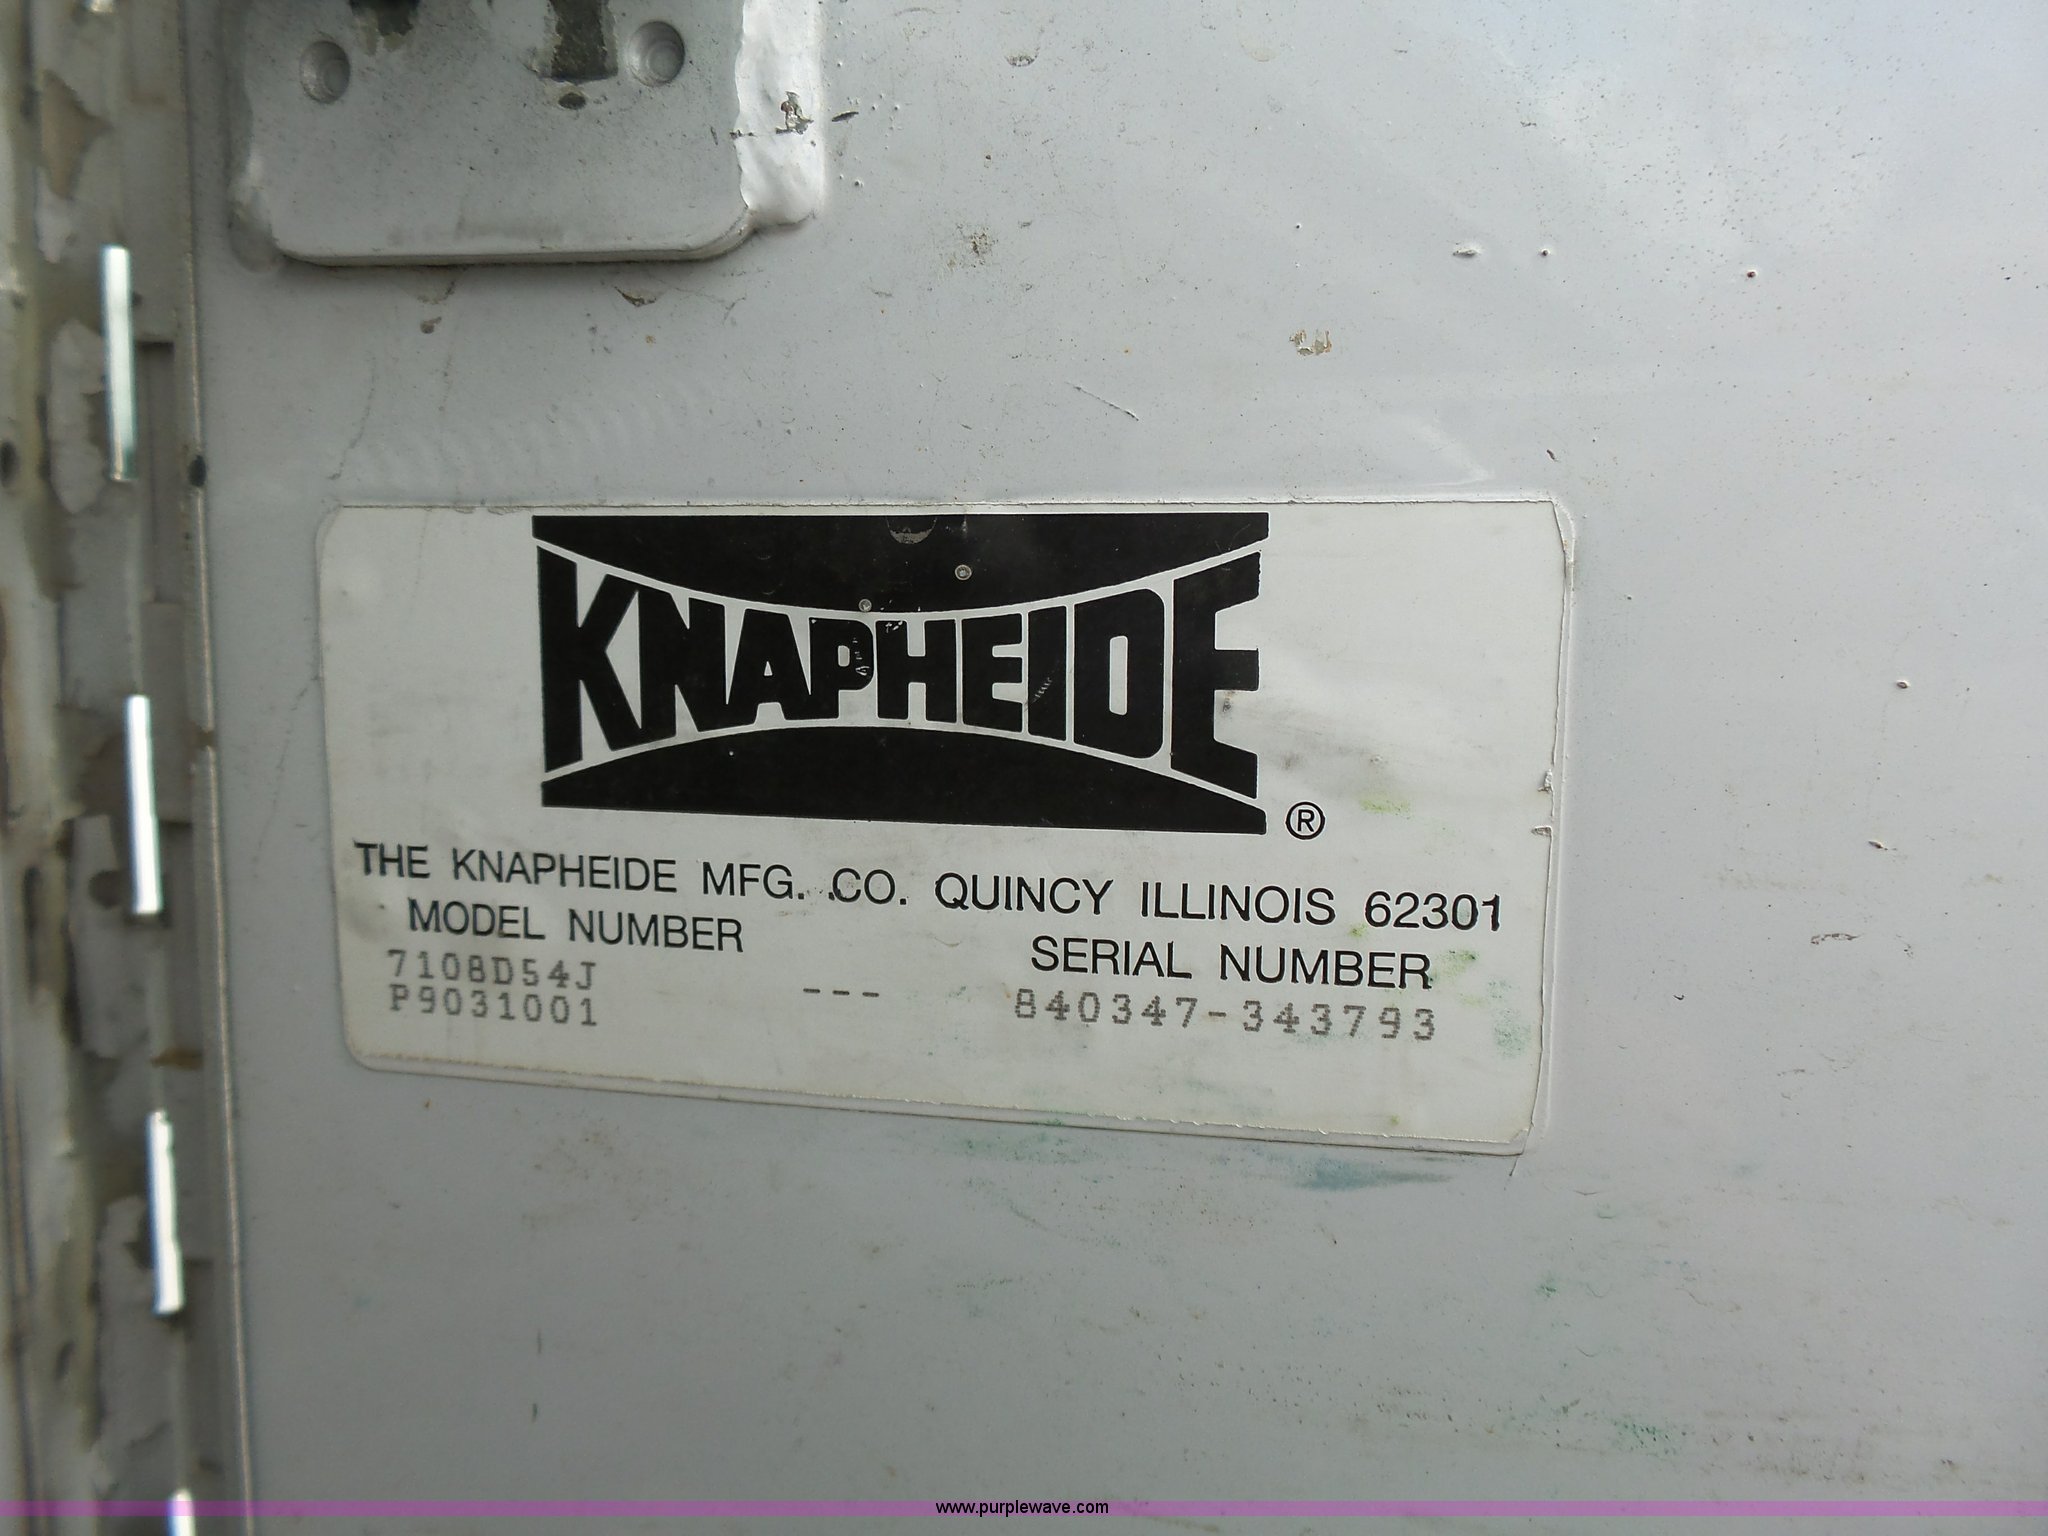 KNAPHEIDE ®
THE KNAPHEIDE MFG. CO. QUINCY ILLINOIS 62301
MODEL NUMBER SERIAL NUMBER
7108D54J
P9031001 --- 840347-343793
www.purplewave.com